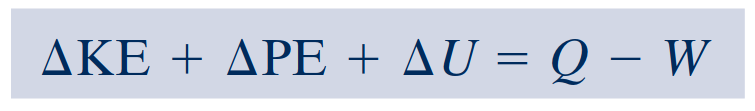 ΔKE + ΔPE + ΔU = Q − W